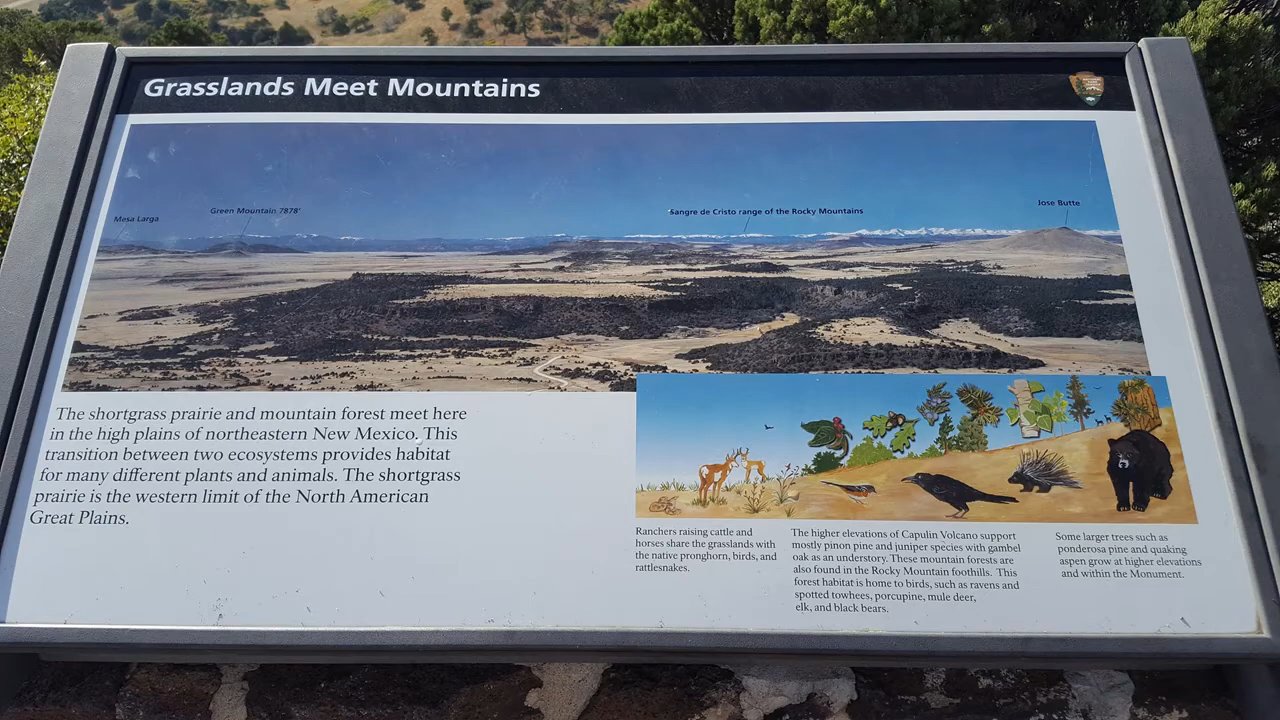 Grasslands Meet Mountains
Mesa Larga
Green Mountain 7878'
Sangre de Cristo range of the Rocky Mountains
Jose Butte
The shortgrass prairie and mountain forest meet here
in the high plains of northeastern New Mexico. This
transition between two ecosystems provides habitat
for many different plants and animals. The shortgrass
prairie is the western limit of the North American
Great Plains.
Ranchers raising cattle and
horses share the grasslands with
the native pronghorn, birds, and
rattlesnakes.
The higher elevations of Capulin Volcano support
mostly pinon pine and juniper species with gambel
oak as an understory. These mountain forests are
also found in the Rocky Mountain foothills. This
forest habitat is home to birds, such as ravens and
spotted towhees, porcupine, mule deer,
elk, and black bears.
Some larger trees such as
ponderosa pine and quaking
aspen grow at higher elevations
and within the Monument.